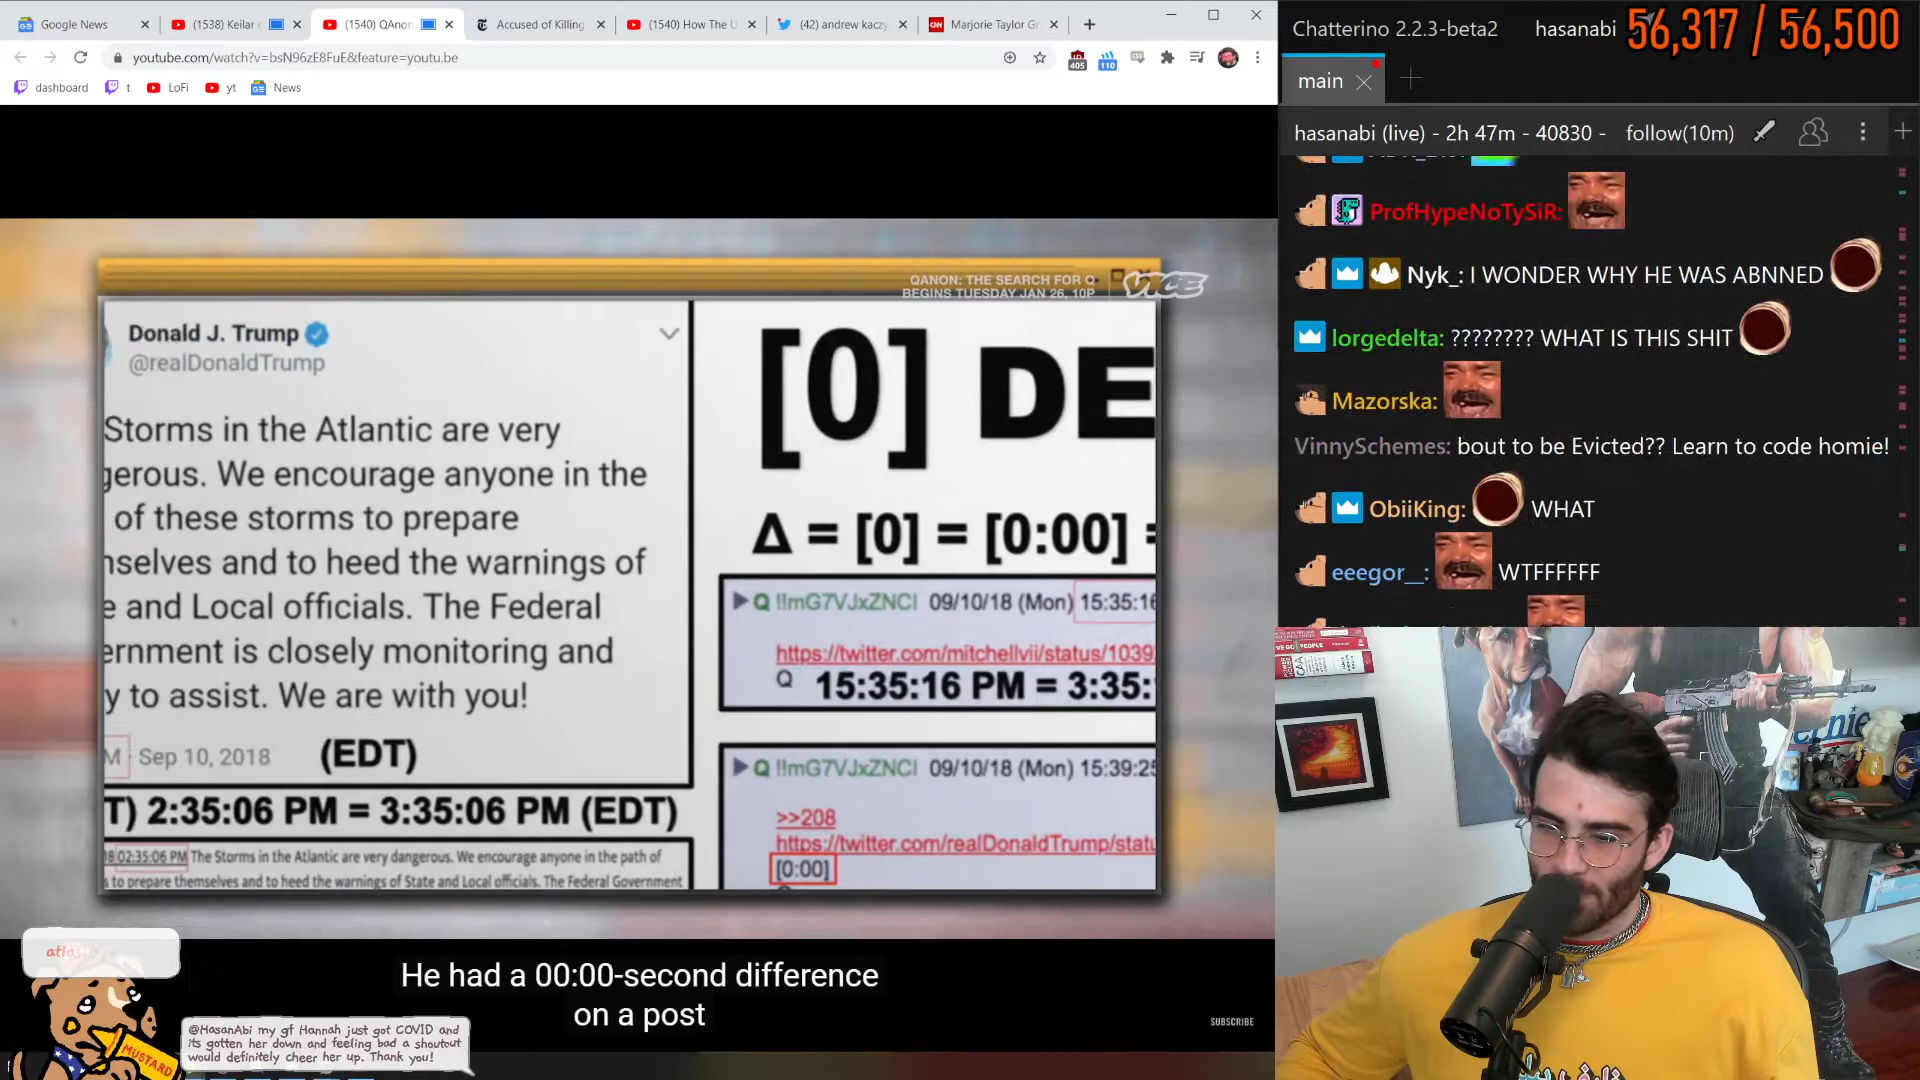 Google News
(1538) Keilar
(1540) QAnon
Accused of Killing
(1540) How The U
(42) andrew kaczy
CNN
Marjorie Taylor Gr
youtube.com/watch?v=bsN96zE8FuE&feature=youtu.be
405
110
dashboard
t
LoFi
yt
News
QANON: THE SEARCH FOR Q
BEGINS TUESDAY JAN 26, 10P
VICE
Donald J. Trump
@realDonaldTrump
Storms in the Atlantic are very
gerous. We encourage anyone in the
of these storms to prepare
nselves and to heed the warnings of
e and Local officials. The Federal
ernment is closely monitoring and
y to assist. We are with you!
M · Sep 10, 2018 (EDT)
T) 2:35:06 PM = 3:35:06 PM (EDT)
02:35:06 PM The Storms in the Atlantic are very dangerous. We encourage anyone in the path of
to prepare themselves and to heed the warnings of State and Local officials. The Federal Government
[0] DE
Δ = [0] = [0:00] =
Q !!mG7VJxZNCI 09/10/18 (Mon) 15:35:16
https://twitter.com/mitchellvii/status/1039
Q 15:35:16 PM = 3:35:
Q !!mG7VJxZNCI 09/10/18 (Mon) 15:39:25
>>208
https://twitter.com/realDonaldTrump/statu
[0:00]
He had a 00:00-second difference
on a post
SUBSCRIBE
MUSTARD
@HasanAbi my gf Hannah just got COVID and
its gotten her down and feeling bad a shoutout
would definitely cheer her up. Thank you!
Chatterino 2.2.3-beta2
hasanabi
56,317 / 56,500
main
hasanabi (live) - 2h 47m - 40830 - follow(10m)
ProfHypeNoTySiR:
Nyk_: I WONDER WHY HE WAS ABNNED
lorgedelta: ???????? WHAT IS THIS SHIT
Mazorska:
VinnySchemes: bout to be Evicted?? Learn to code homie!
ObiiKing: WHAT
eeegor__: WTFFFFFF